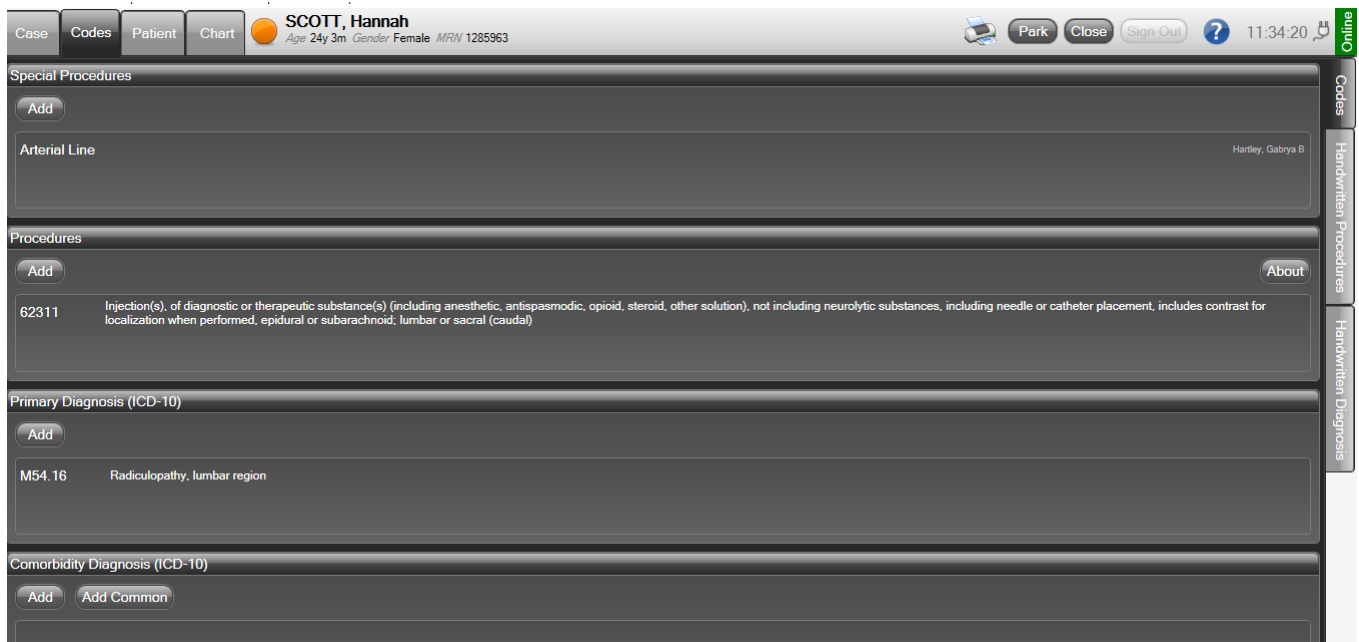 Case
Codes
Patient
Chart
SCOTT, Hannah
Age 24y 3m Gender Female MRN 1285963
Park
Close
Sign Out
?
11:34:20
Online
Special Procedures
Add
Arterial Line
Hartley, Gabrya B
Procedures
Add
About
62311
Injection(s), of diagnostic or therapeutic substance(s) (including anesthetic, antispasmodic, opioid, steroid, other solution), not including neurolytic substances, including needle or catheter placement, includes contrast for
localization when performed, epidural or subarachnoid; lumbar or sacral (caudal)
Primary Diagnosis (ICD-10)
Add
M54.16
Radiculopathy, lumbar region
Comorbidity Diagnosis (ICD-10)
Add
Add Common
Codes
Handwritten Procedures
Handwritten Diagnosis